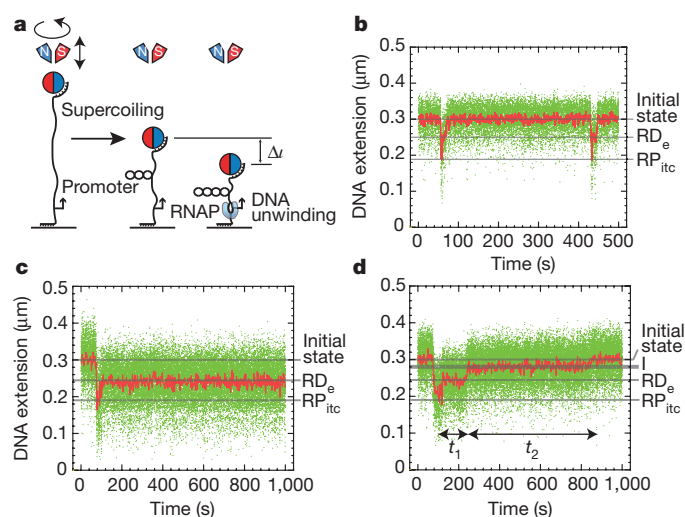 a
N S
N S
N S
Supercoiling
Δl
Promoter
RNAP
DNA
unwinding
b
DNA extension (μm)
0.5
0.4
0.3
0.2
0.1
0
0 100 200 300 400 500
Time (s)
Initial
state
RDe
RPitc
c
DNA extension (μm)
0.5
0.4
0.3
0.2
0.1
0
0 200 400 600 800 1,000
Time (s)
Initial
state
RDe
RPitc
d
DNA extension (μm)
0.5
0.4
0.3
0.2
0.1
0
t1 t2
0 200 400 600 800 1,000
Time (s)
Initial
state
I
RDe
RPitc